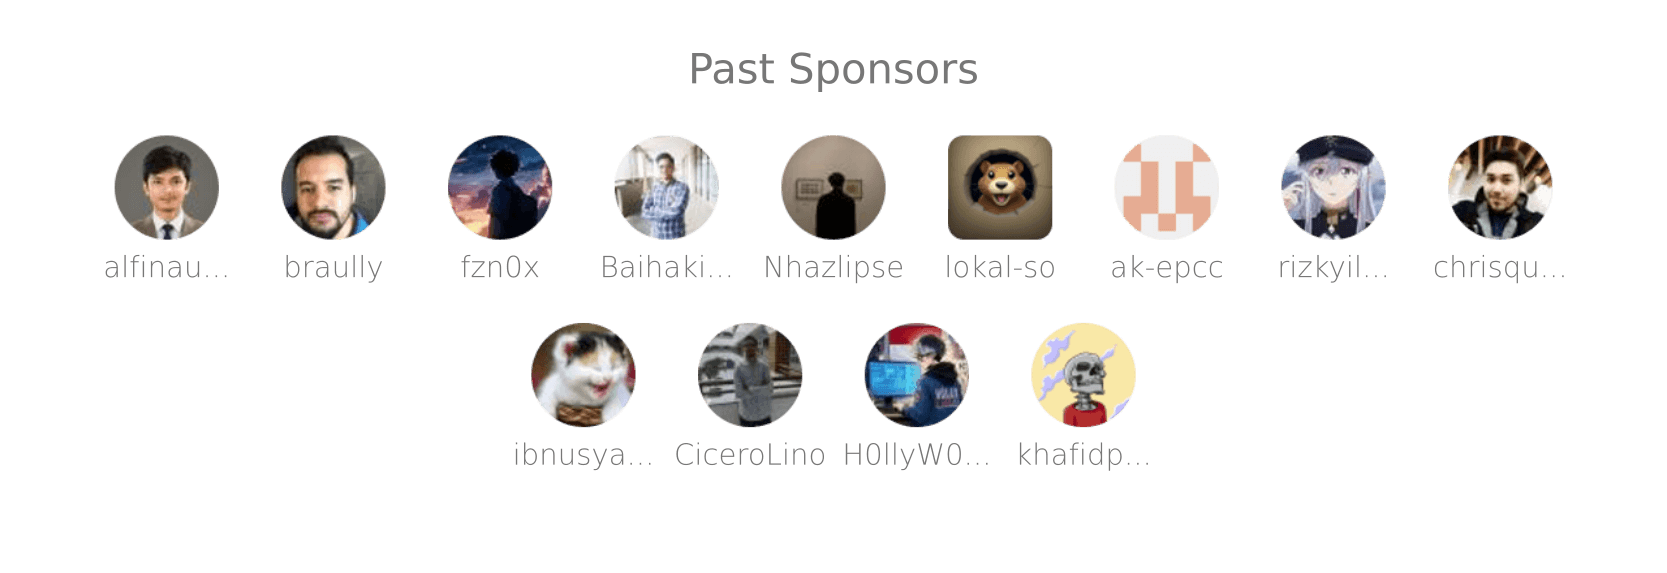 Past Sponsors
alfinau... braully fzn0x Baihaki... Nhazlipse lokal-so ak-epcc rizkyil... chrisqu...
ibnusya... CiceroLino H0llyW0... khafidp...